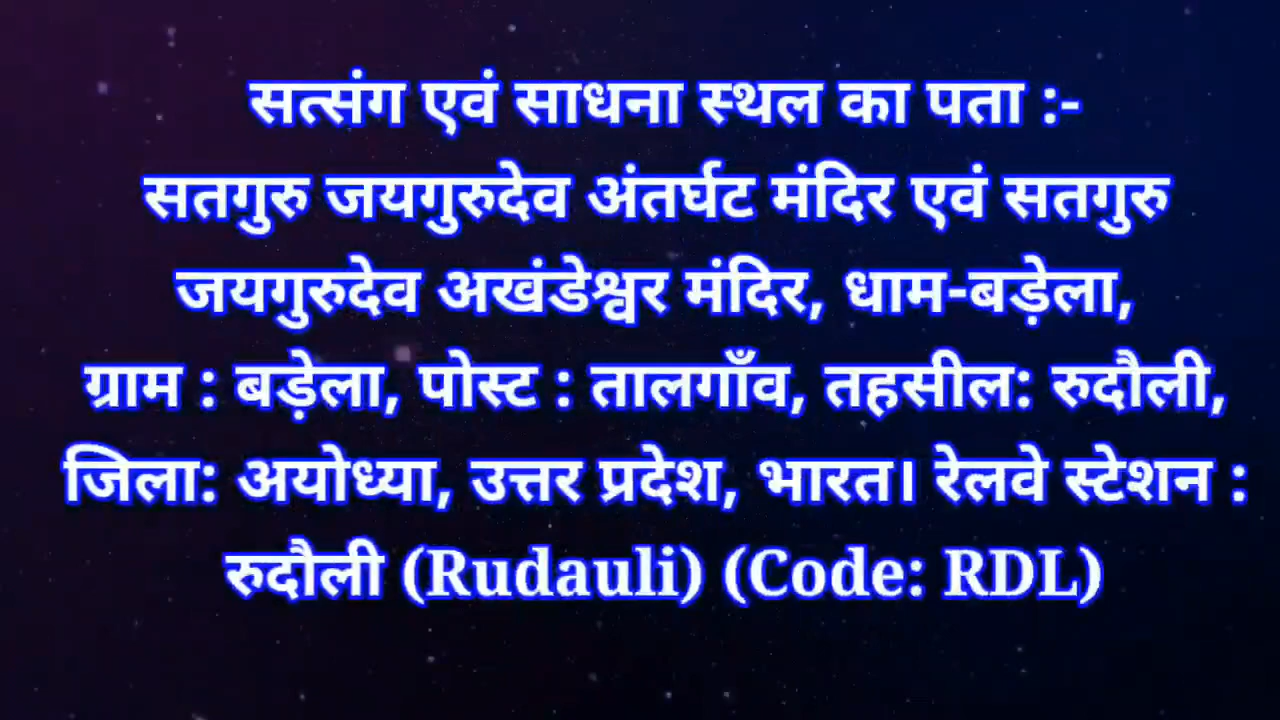 सत्संग एवं साधना स्थल का पता :-
सतगुरु जयगुरुदेव अंतर्घट मंदिर एवं सतगुरु
जयगुरुदेव अखंडेश्वर मंदिर, धाम-बड़ेला,
ग्राम : बड़ेला, पोस्ट : तालगाँव, तहसील: रुदौली,
जिला: अयोध्या, उत्तर प्रदेश, भारत। रेलवे स्टेशन :
रुदौली (Rudauli) (Code: RDL)